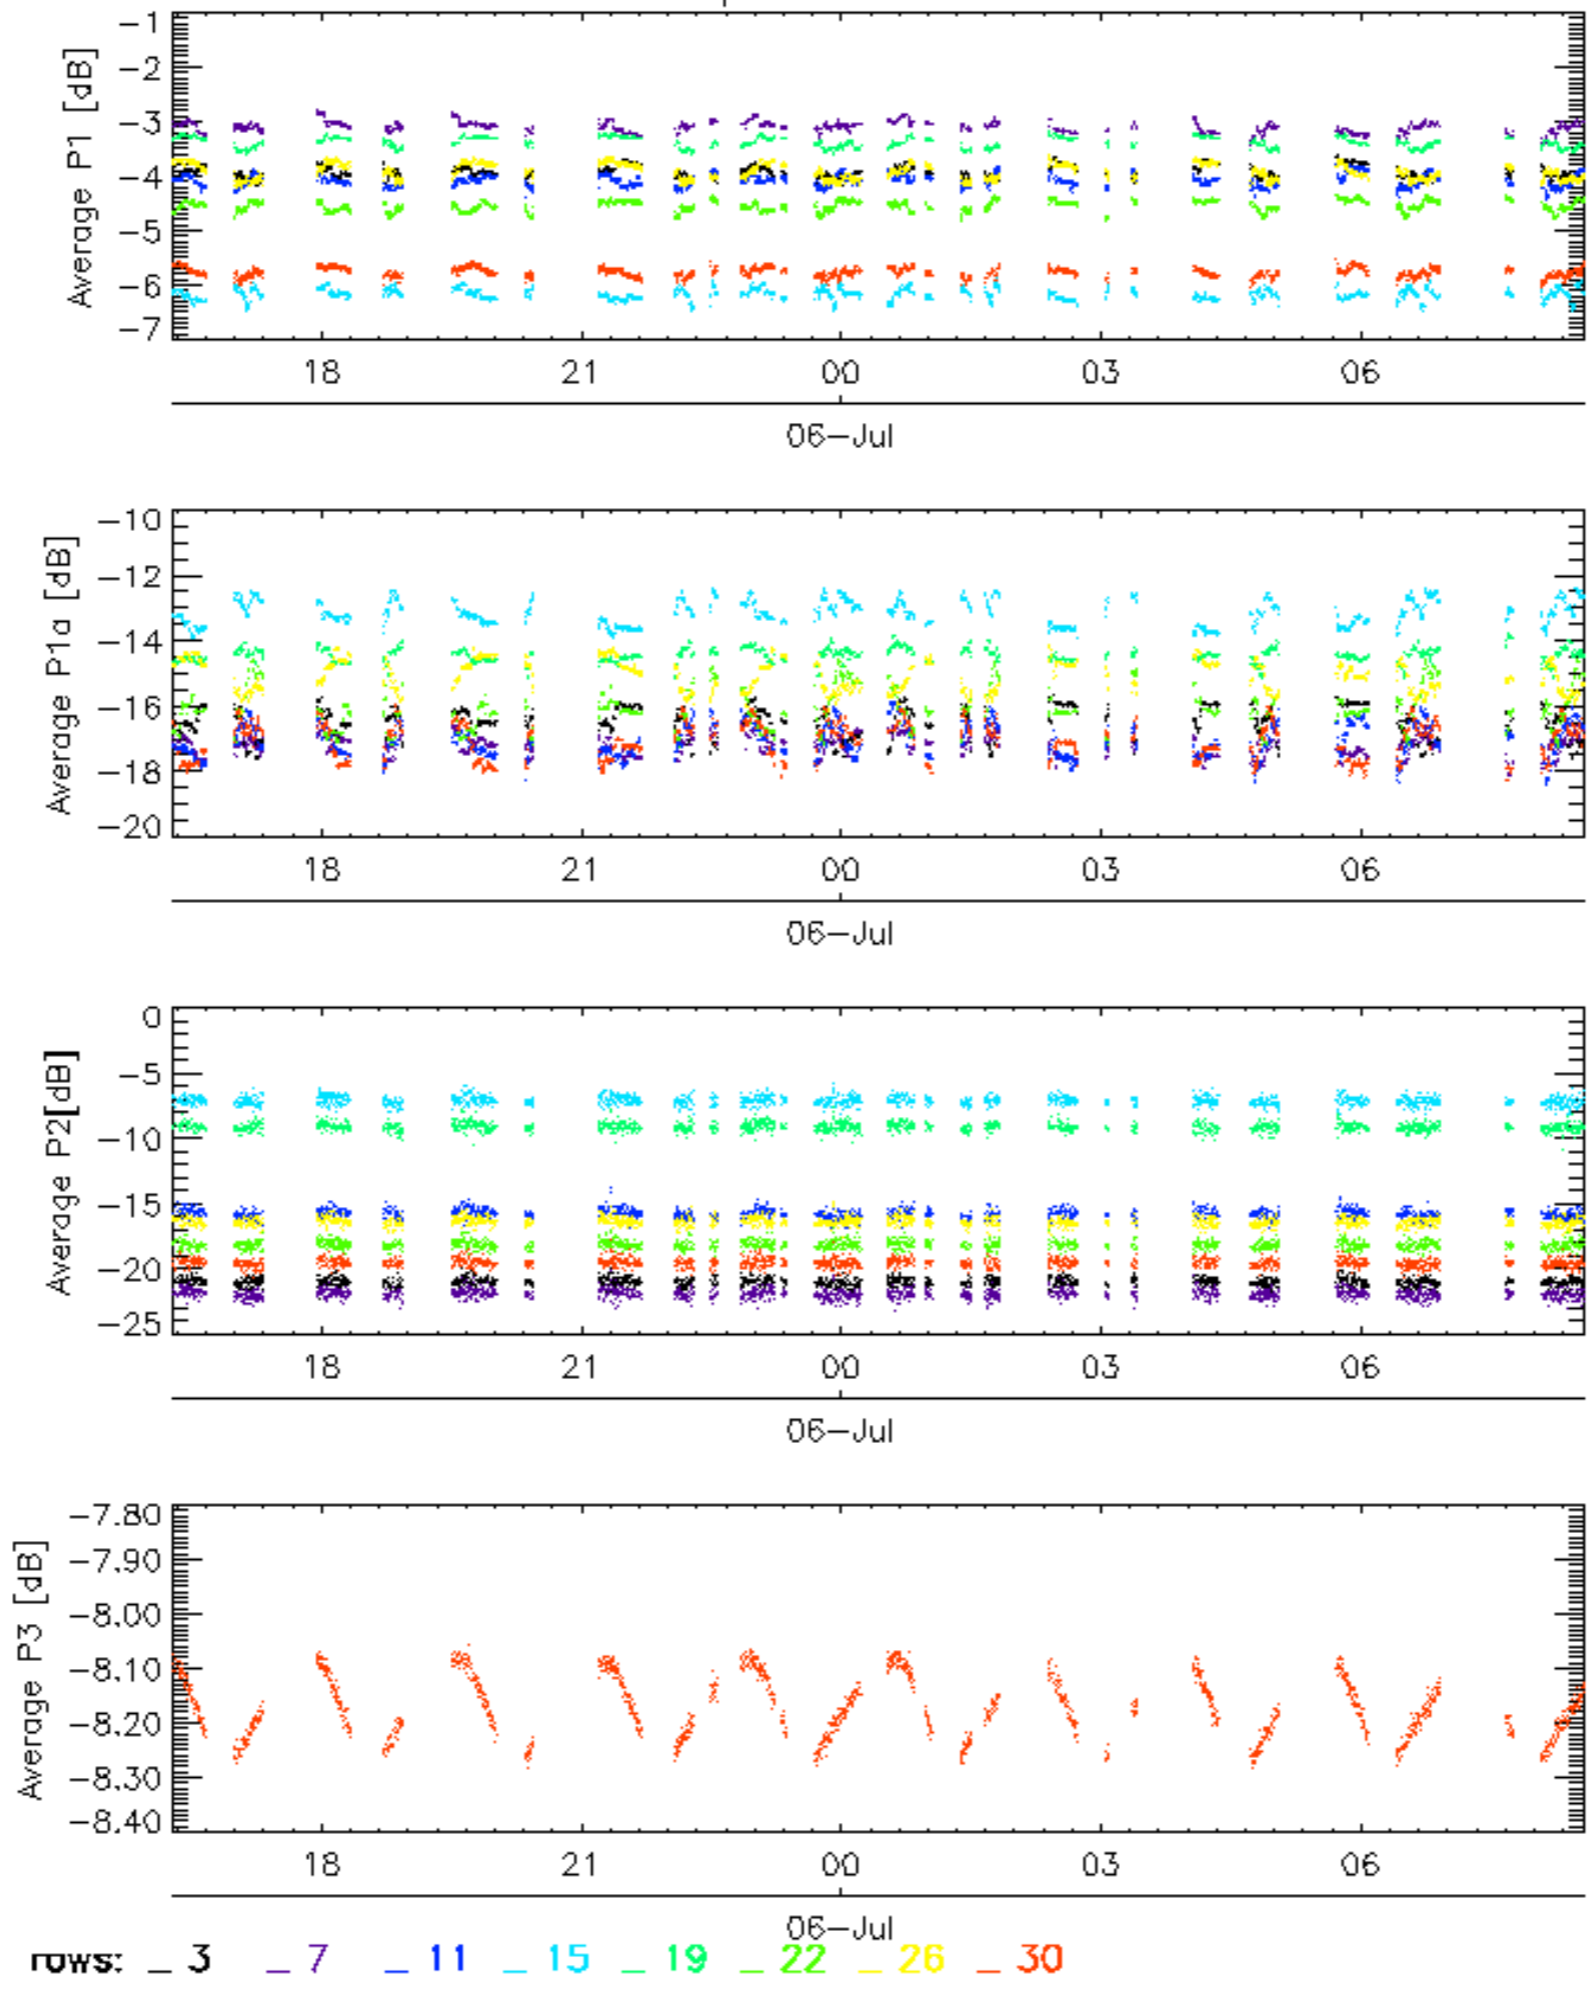 Average P1 [dB]
−1
−2
−3
−4
−5
−6
−7
18 21 00 03 06
06−Jul
Average P1a [dB]
−10
−12
−14
−16
−18
−20
18 21 00 03 06
06−Jul
Average P2[dB]
0
−5
−10
−15
−20
−25
18 21 00 03 06
06−Jul
Average P3 [dB]
−7.80
−7.90
−8.00
−8.10
−8.20
−8.30
−8.40
18 21 00 03 06
06−Jul
rows: _ 3 _ 7 _ 11 _ 15 _ 19 _ 22 _ 26 _ 30